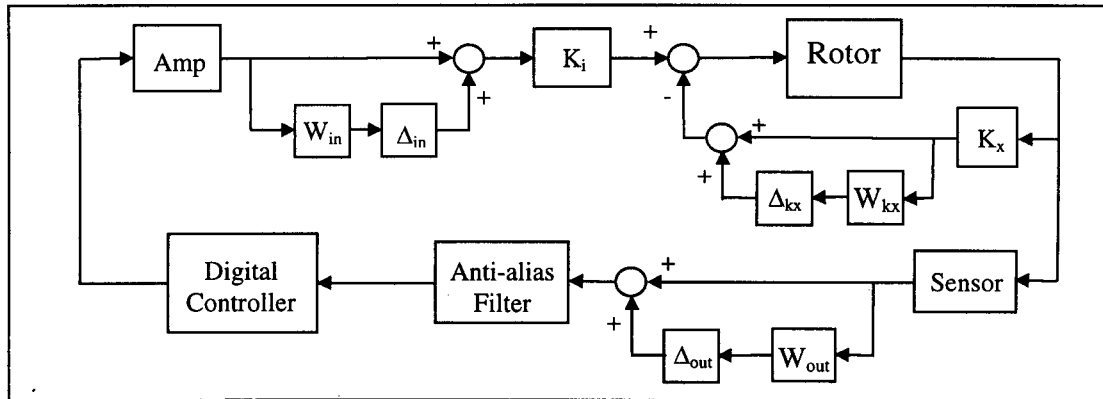 Amp
+
+
K_i
+
-
Rotor
W_in
Δ_in
+
+
K_x
Δ_kx
W_kx
Digital
Controller
Anti-alias
Filter
+
+
Sensor
Δ_out
W_out